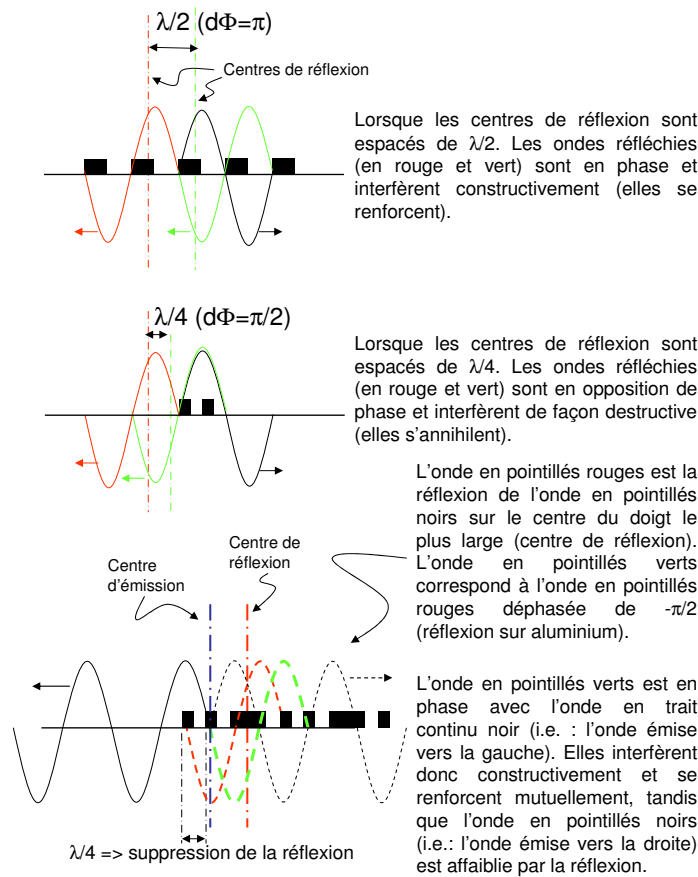 λ/2 (dΦ=π)
Centres de réflexion
Lorsque les centres de réflexion sont
espacés de λ/2. Les ondes réfléchies
(en rouge et vert) sont en phase et
interfèrent constructivement (elles se
renforcent).
λ/4 (dΦ=π/2)
Lorsque les centres de réflexion sont
espacés de λ/4. Les ondes réfléchies
(en rouge et vert) sont en opposition de
phase et interfèrent de façon destructive
(elles s’annihilent).
L’onde en pointillés rouges est la
réflexion de l’onde en pointillés
noirs sur le centre du doigt le
plus large (centre de réflexion).
L’onde en pointillés verts
correspond à l’onde en pointillés
rouges déphasée de -π/2
(réflexion sur aluminium).
Centre
d’émission
Centre de
réflexion
L’onde en pointillés verts est en
phase avec l’onde en trait
continu noir (i.e. : l’onde émise
vers la gauche). Elles interfèrent
donc constructivement et se
renforcent mutuellement, tandis
que l’onde en pointillés noirs
(i.e.: l’onde émise vers la droite)
est affaiblie par la réflexion.
λ/4 => suppression de la réflexion